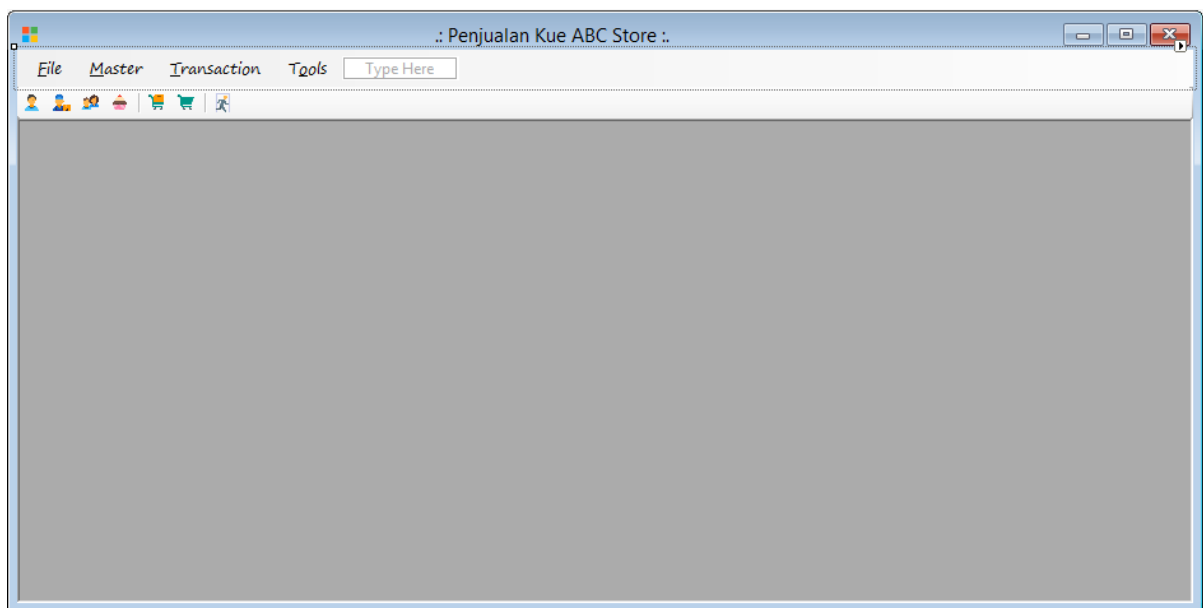 .: Penjualan Kue ABC Store :.
File Master Transaction Tools Type Here